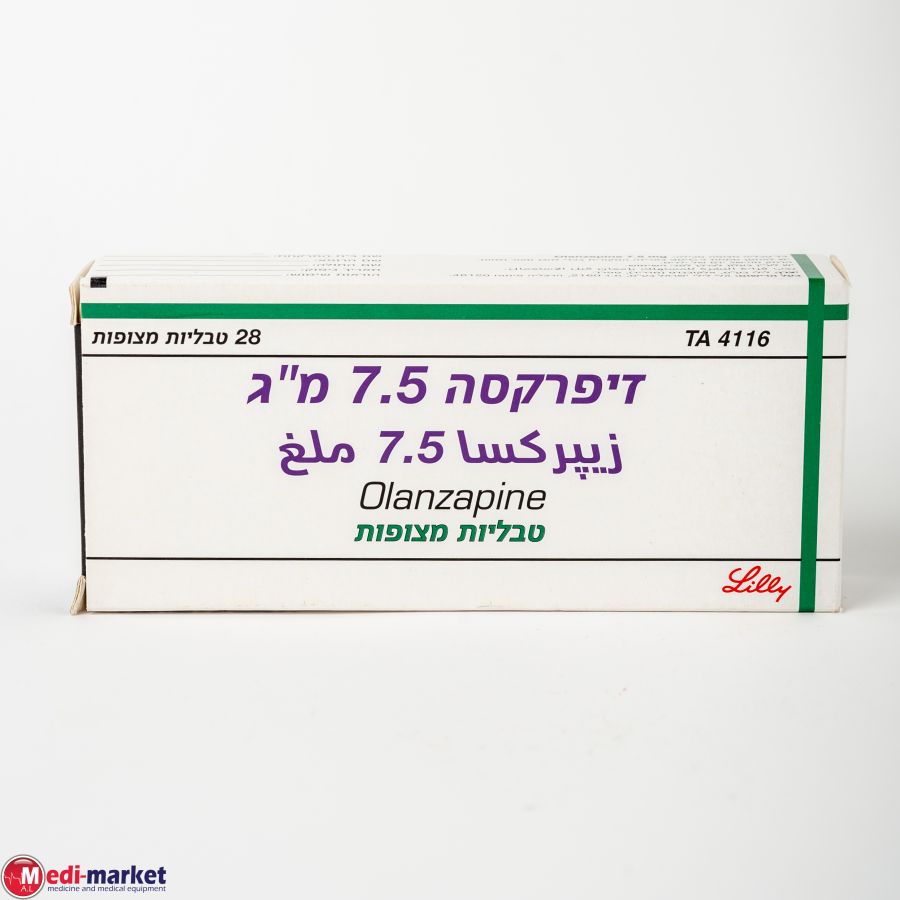 28 טבליות מצופות
TA 4116
זיפרקסה 7.5 מ"ג
زيپركسا 7.5 ملغ
Olanzapine
טבליות מצופות
Lilly
Medi-market
A.L
medicine and medical equipment